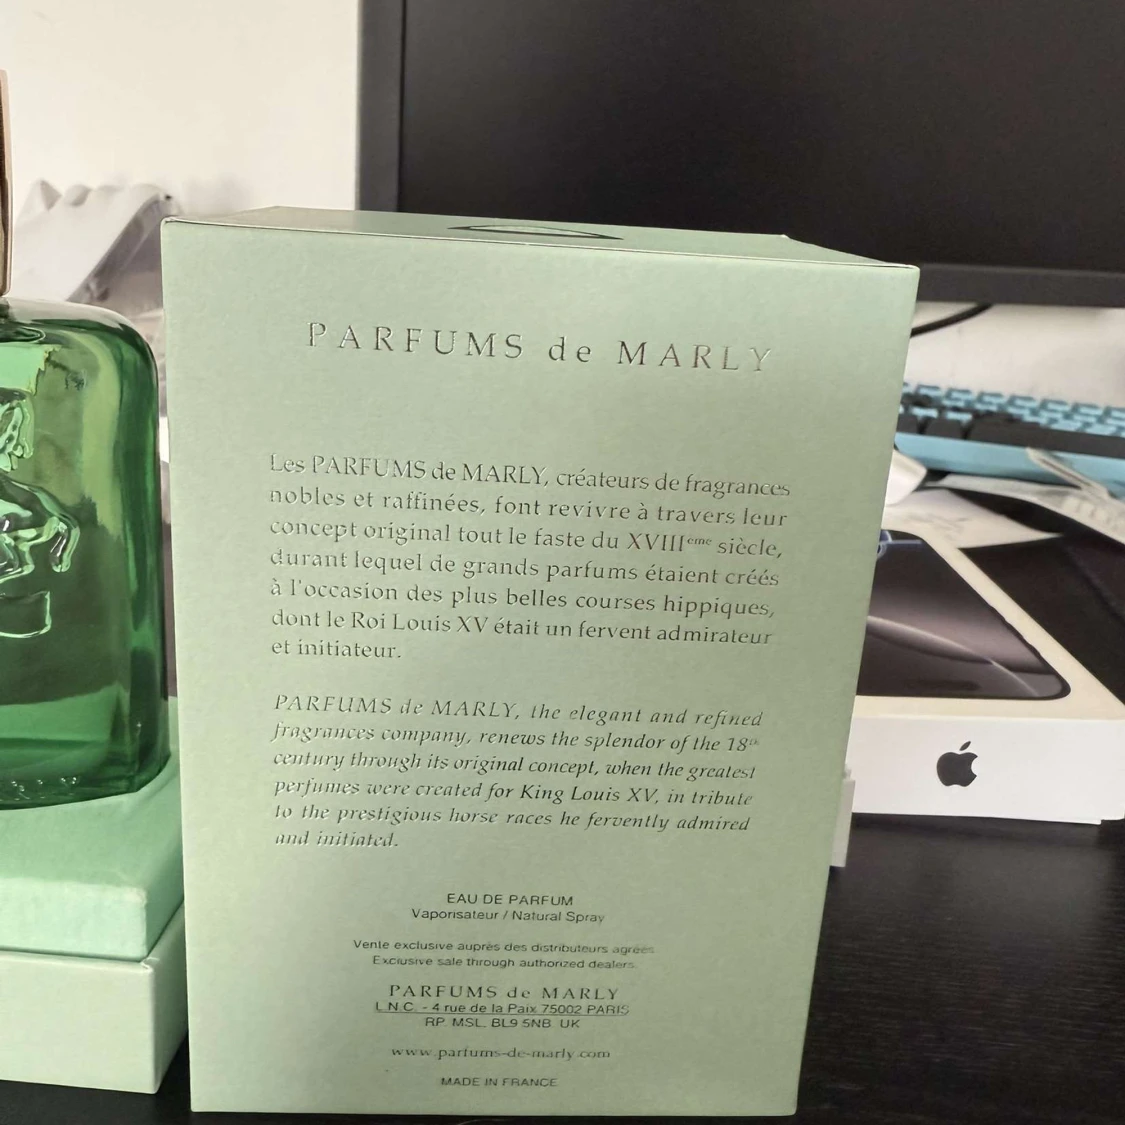 PARFUMS de MARLY
Les PARFUMS de MARLY, créateurs de fragrances
nobles et raffinées, font revivre à travers leur
concept original tout le faste du XVIIIeme siècle,
durant lequel de grands parfums étaient créés
à l'occasion des plus belles courses hippiques,
dont le Roi Louis XV était un fervent admirateur
et initiateur.
PARFUMS de MARLY, the elegant and refined
fragrances company, renews the splendor of the 18th
century through its original concept, when the greatest
perfumes were created for King Louis XV, in tribute
to the prestigious horse races he fervently admired
and initiated.
EAU DE PARFUM
Vaporisateur / Natural Spray
Vente exclusive auprès des distributeurs agréés
Exclusive sale through authorized dealers
PARFUMS de MARLY
L.N.C. - 4 rue de la Paix 75002 PARIS
RP. MSL. BL9 5NB UK
www.parfums-de-marly.com
MADE IN FRANCE